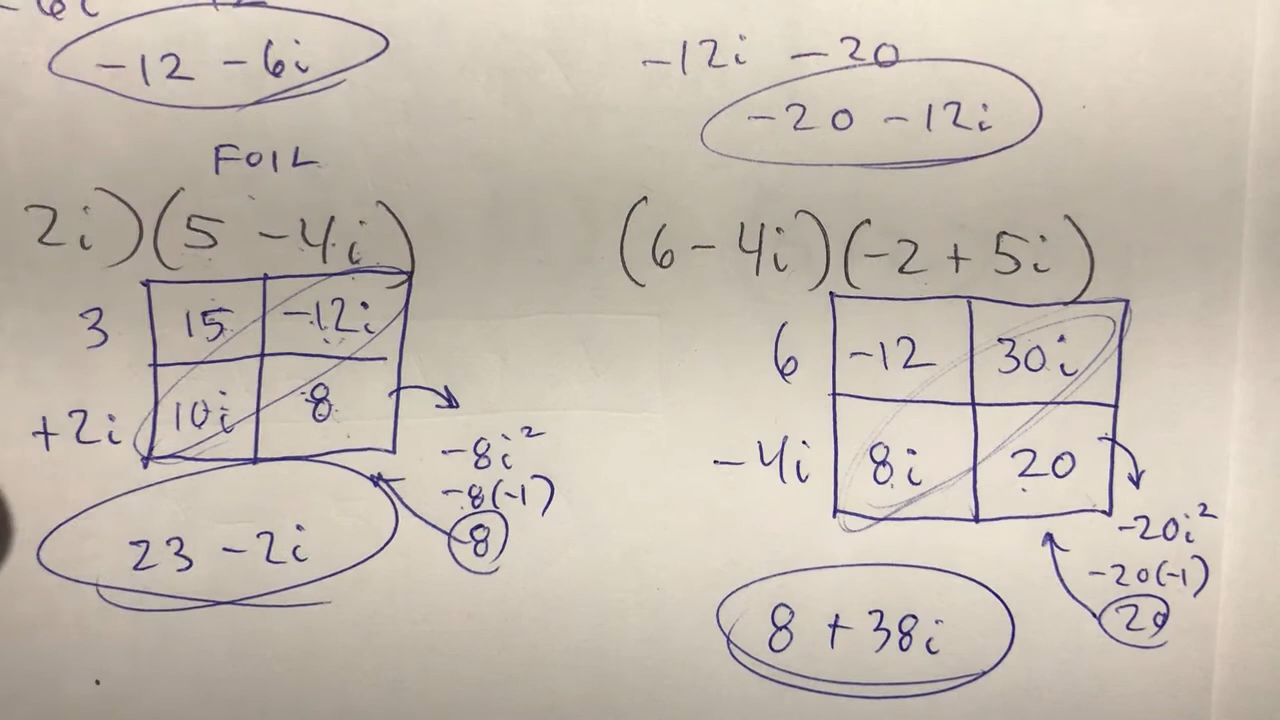 -12 - 6i
-12i - 20
-20 - 12i
FOIL
2i)(5 - 4i)
3 15 -12i
+2i 10i 8
-8i²
-8(-1)
8
23 - 2i
(6 - 4i)(-2 + 5i)
6 -12 30i
-4i 8i 20
-20i²
-20(-1)
20
8 + 38i